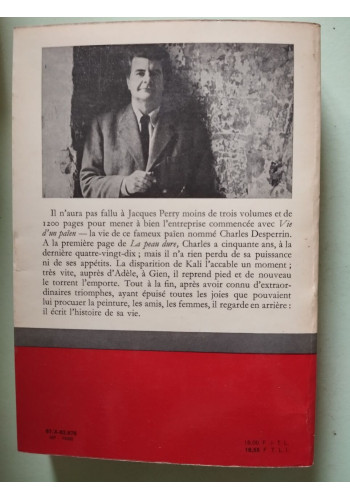 Il n'aura pas fallu à Jacques Perry moins de trois volumes et de
1200 pages pour mener à bien l'entreprise commencée avec Vie
d'un païen — la vie de ce fameux païen nommé Charles Desperrin.
A la première page de La peau dure, Charles a cinquante ans, à la
dernière quatre-vingt-dix ; mais il n'a rien perdu de sa puissance
ni de ses appétits. La disparition de Kali l'accable un moment ;
très vite, auprès d'Adèle, à Gien, il reprend pied et de nouveau
le torrent l'emporte. Tout à la fin, après avoir connu d'extraor-
dinaires triomphes, ayant épuisé toutes les joies que pouvaient
lui procurer la peinture, les amis, les femmes, il regarde en arrière :
il écrit l'histoire de sa vie.